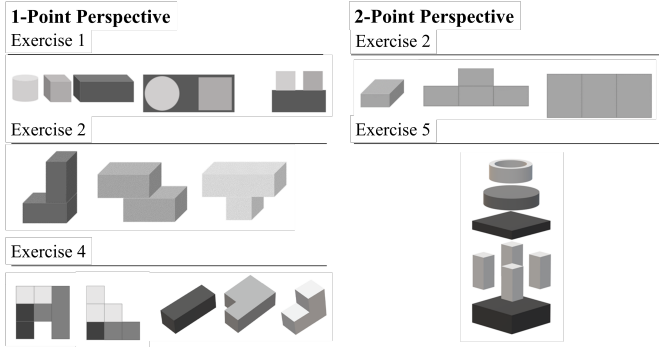 1-Point Perspective
Exercise 1
Exercise 2
Exercise 4
2-Point Perspective
Exercise 2
Exercise 5